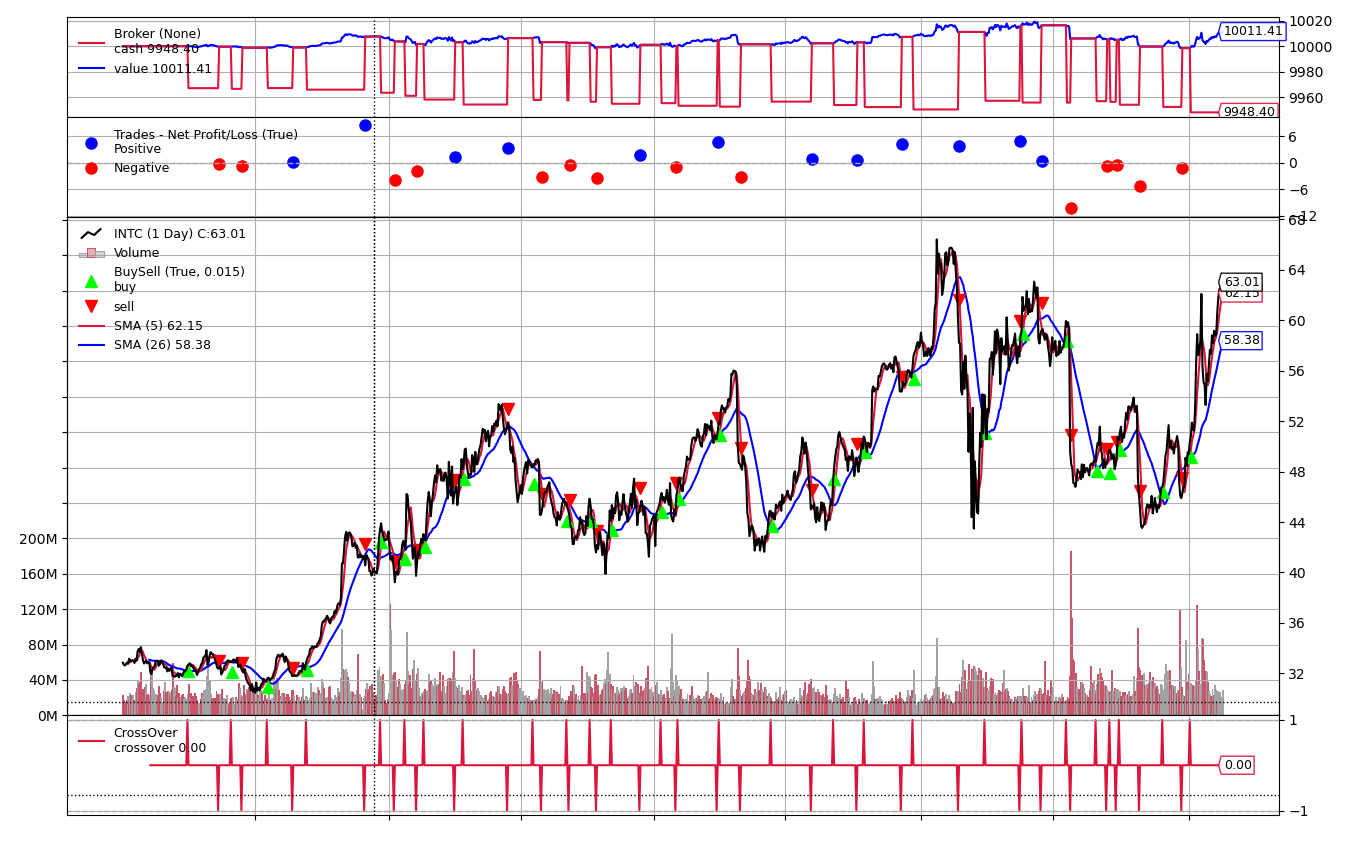 Broker (None)
cash 9948.40
value 10011.41
10020
10011.41
10000
9980
9960
9948.40
Trades - Net Profit/Loss (True)
Positive
Negative
6
0
−6
−12
68
INTC (1 Day) C:63.01
Volume
BuySell (True, 0.015)
buy
sell
SMA (5) 62.15
SMA (26) 58.38
64
63.01
62.15
60
58.38
56
52
48
44
40
36
32
200M
160M
120M
80M
40M
0M
CrossOver
crossover 0.00
1
0.00
−1